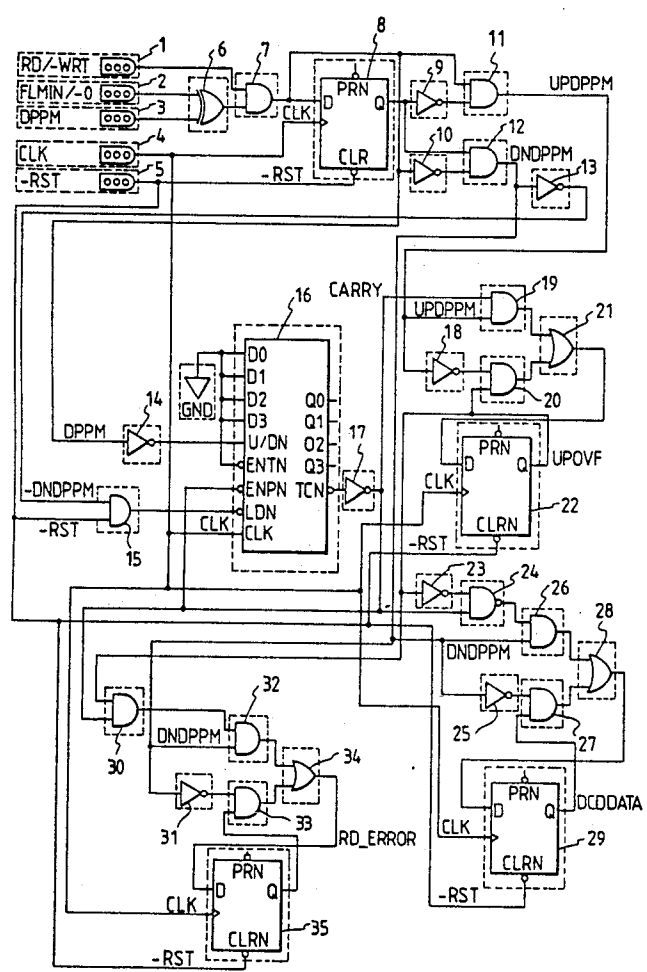 RD/-WRT 1
FLMIN/-0 2
DPPM 3
CLK 4
-RST 5
6
7
8
PRN
D Q
CLK
CLR
-RST
9
10
11
UPDPPM
12
DNDPPM
13
CARRY
16
D0
D1
D2
D3
U/DN
ENTN
ENPN
LDN
CLK
Q0
Q1
O2
Q3
TCN
GND
14
DPPM
-DNDPPM
-RST
15
CLK
17
UPDPPM
18
19
20
21
PRN
D Q
UPOVF
CLK
CLRN
22
-RST
23
24
26
28
DNDPPM
25
27
PRN
D Q
DCDDATA
CLK
CLRN
29
-RST
30
32
DNDPPM
34
31
33
RD_ERROR
PRN
D Q
CLK
CLRN
35
-RST